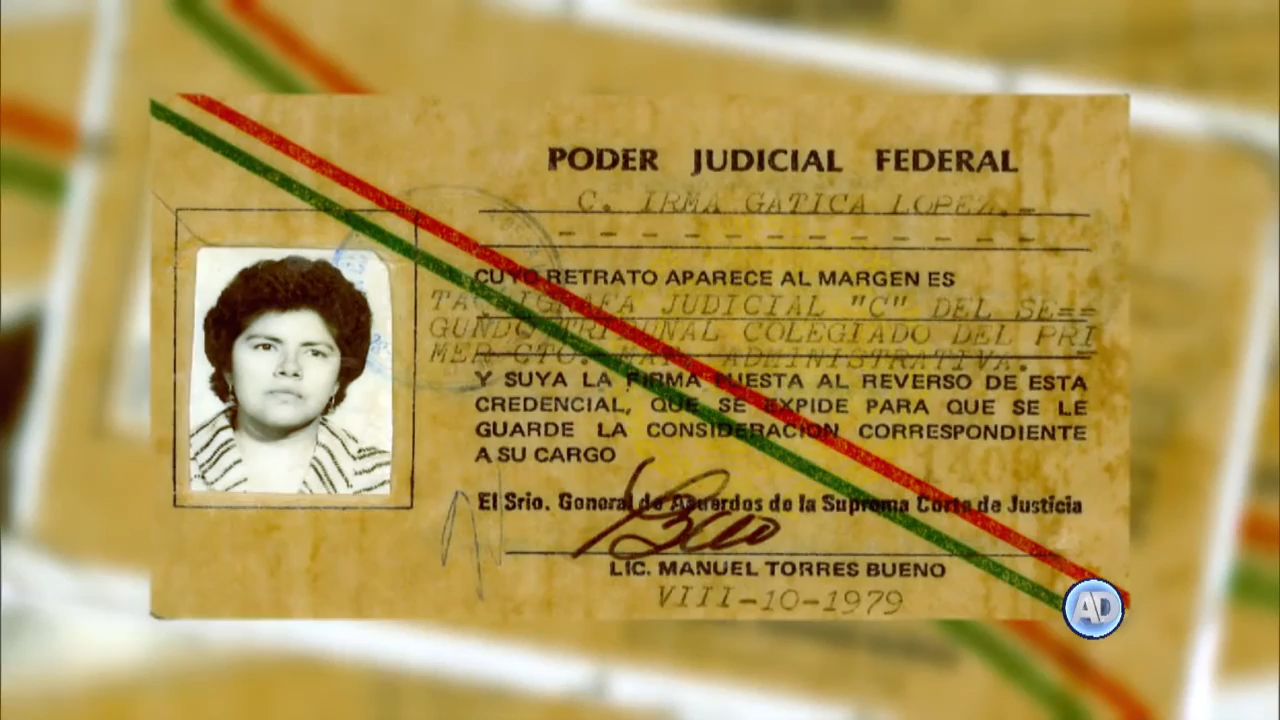 PODER JUDICIAL FEDERAL
C. IRMA GATICA LOPEZ.-
- - - - - - - - - - - - - -
CUYO RETRATO APARECE AL MARGEN ES
TAQUIGRAFA JUDICIAL "C" DEL SE==
GUNDO TRIBUNAL COLEGIADO DEL PRI
MER CTO. MAT. ADMINISTRATIVA.
Y SUYA LA FIRMA PUESTA AL REVERSO DE ESTA
CREDENCIAL, QUE SE EXPIDE PARA QUE SE LE
GUARDE LA CONSIDERACION CORRESPONDIENTE
A SU CARGO
El Srio. General de Acuerdos de la Suprema Corte de Justicia
LIC. MANUEL TORRES BUENO
VIII-10-1979
AD